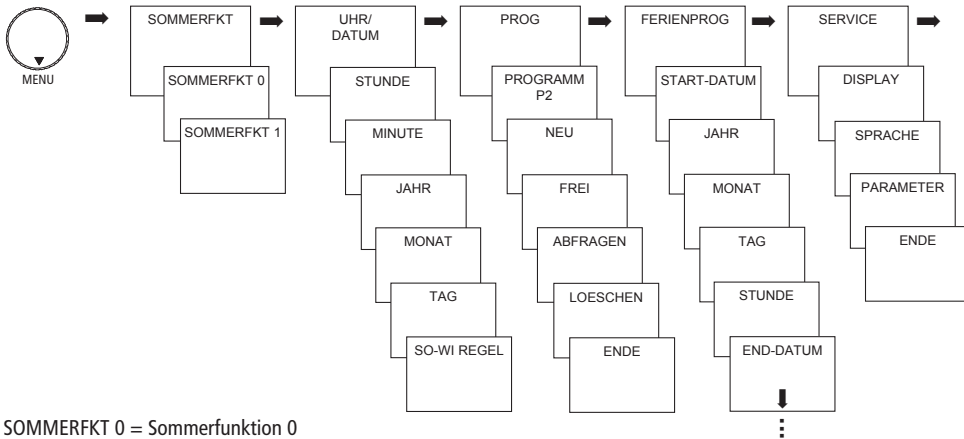 MENU
SOMMERFKT
SOMMERFKT 0
SOMMERFKT 1
UHR/
DATUM
STUNDE
MINUTE
JAHR
MONAT
TAG
SO-WI REGEL
PROG
PROGRAMM
P2
NEU
FREI
ABFRAGEN
LOESCHEN
ENDE
FERIENPROG
START-DATUM
JAHR
MONAT
TAG
STUNDE
END-DATUM
SERVICE
DISPLAY
SPRACHE
PARAMETER
ENDE
SOMMERFKT 0 = Sommerfunktion 0